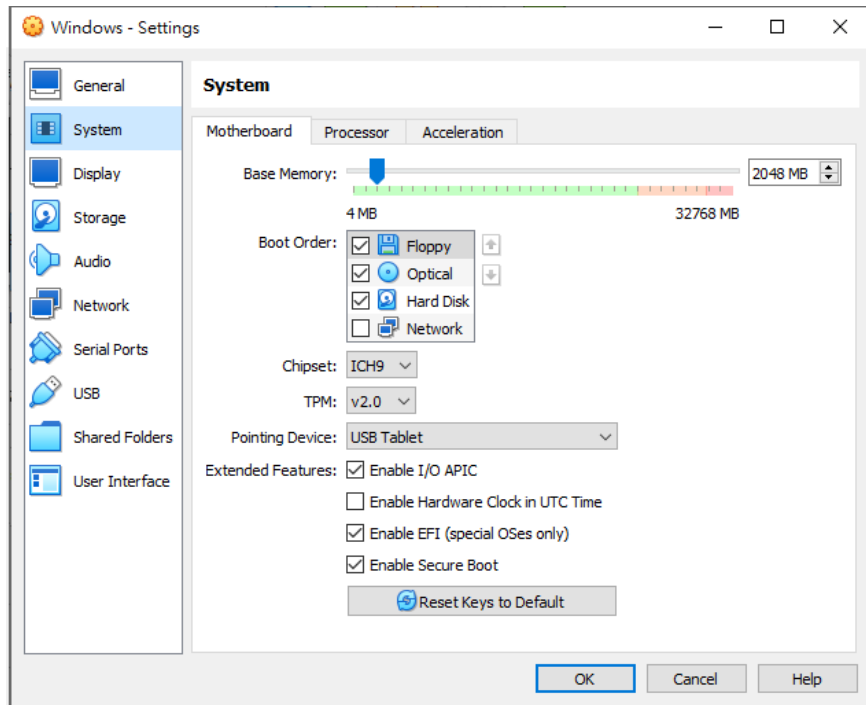 Windows - Settings
General
System
Display
Storage
Audio
Network
Serial Ports
USB
Shared Folders
User Interface
System
Motherboard Processor Acceleration
Base Memory: 2048 MB
4 MB 32768 MB
Boot Order: Floppy
Optical
Hard Disk
Network
Chipset: ICH9
TPM: v2.0
Pointing Device: USB Tablet
Extended Features: Enable I/O APIC
Enable Hardware Clock in UTC Time
Enable EFI (special OSes only)
Enable Secure Boot
Reset Keys to Default
OK Cancel Help